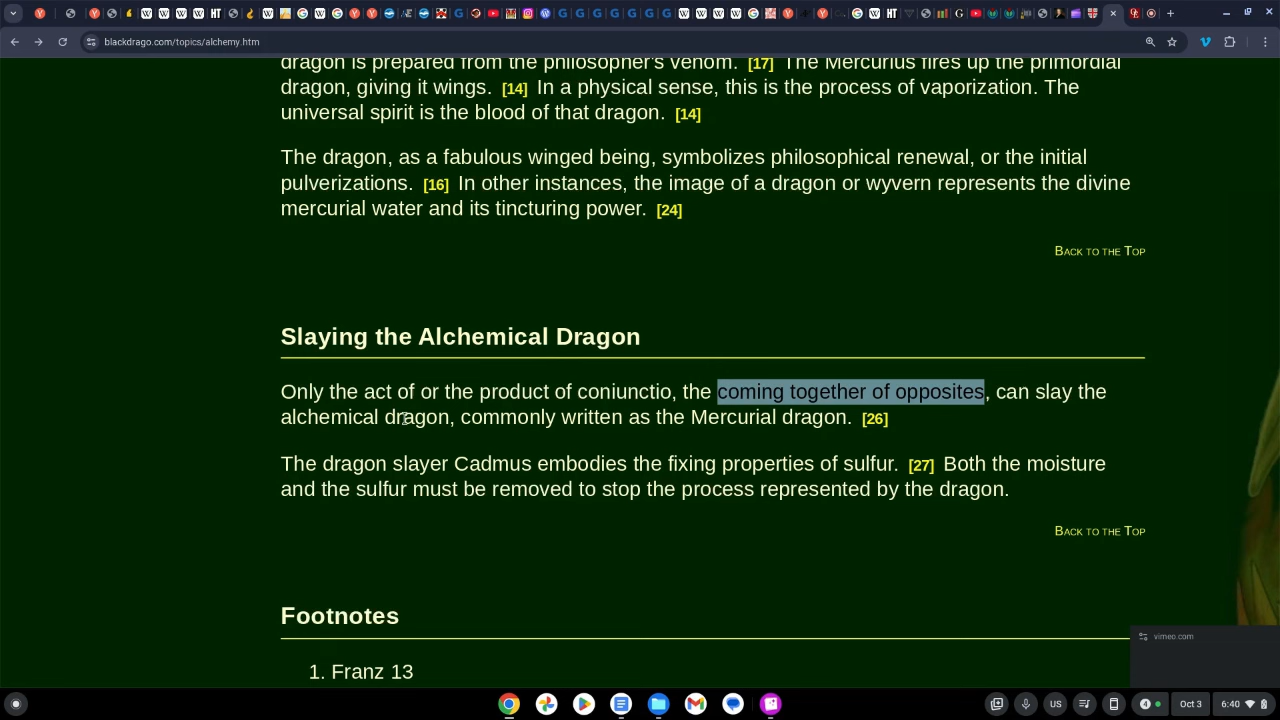 blackdrago.com/topics/alchemy.htm
dragon is prepared from the philosopher's venom. [17] The Mercurius fires up the primordial
dragon, giving it wings. [14] In a physical sense, this is the process of vaporization. The
universal spirit is the blood of that dragon. [14]
The dragon, as a fabulous winged being, symbolizes philosophical renewal, or the initial
pulverizations. [16] In other instances, the image of a dragon or wyvern represents the divine
mercurial water and its tincturing power. [24]
Back to the Top
Slaying the Alchemical Dragon
Only the act of or the product of coniunctio, the coming together of opposites, can slay the
alchemical dragon, commonly written as the Mercurial dragon. [26]
The dragon slayer Cadmus embodies the fixing properties of sulfur. [27] Both the moisture
and the sulfur must be removed to stop the process represented by the dragon.
Back to the Top
Footnotes
1. Franz 13
vimeo.com
US
4
Oct 3
6:40